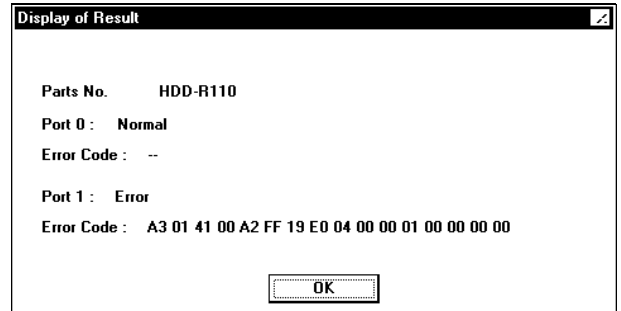 Display of Result
Parts No. HDD-R110
Port 0 : Normal
Error Code : --
Port 1 : Error
Error Code : A3 01 41 00 A2 FF 19 E0 04 00 00 01 00 00 00 00
OK